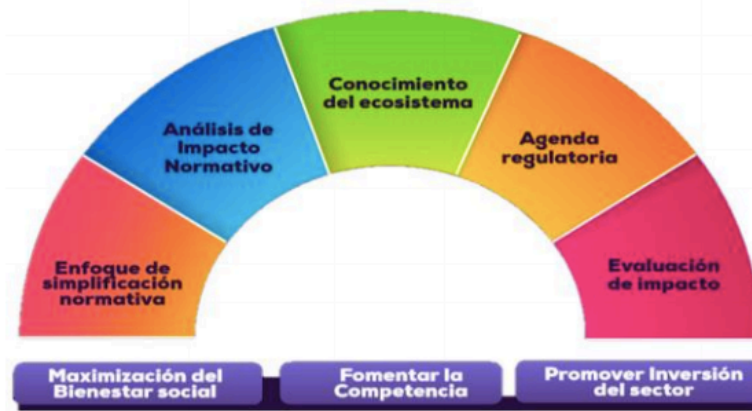 Enfoque de
simplificación
normativa
Análisis de
Impacto
Normativo
Conocimiento
del ecosistema
Agenda
regulatoria
Evaluación
de impacto
Maximización del
Bienestar social
Fomentar la
Competencia
Promover Inversión
del sector